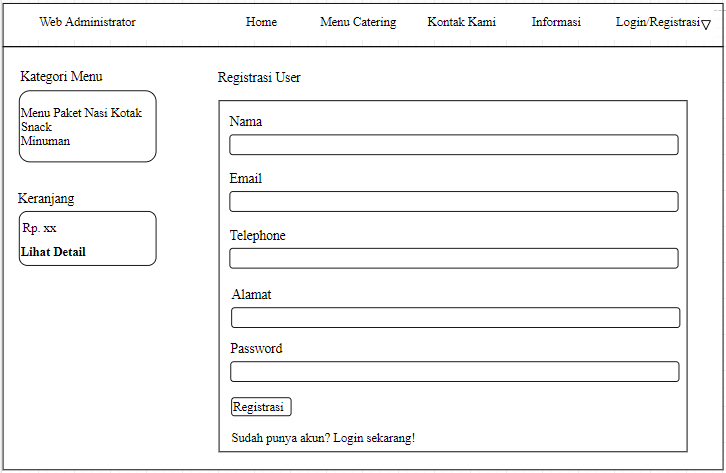 Web Administrator Home Menu Catering Kontak Kami Informasi Login/Registrasi
Kategori Menu
Menu Paket Nasi Kotak
Snack
Minuman
Keranjang
Rp. xx
Lihat Detail
Registrasi User
Nama
Email
Telephone
Alamat
Password
Registrasi
Sudah punya akun? Login sekarang!